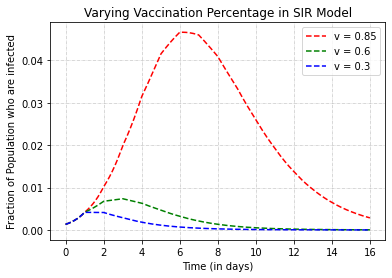 Varying Vaccination Percentage in SIR Model
v = 0.85
v = 0.6
v = 0.3
Fraction of Population who are infected
0.04
0.03
0.02
0.01
0.00
0 2 4 6 8 10 12 14 16
Time (in days)